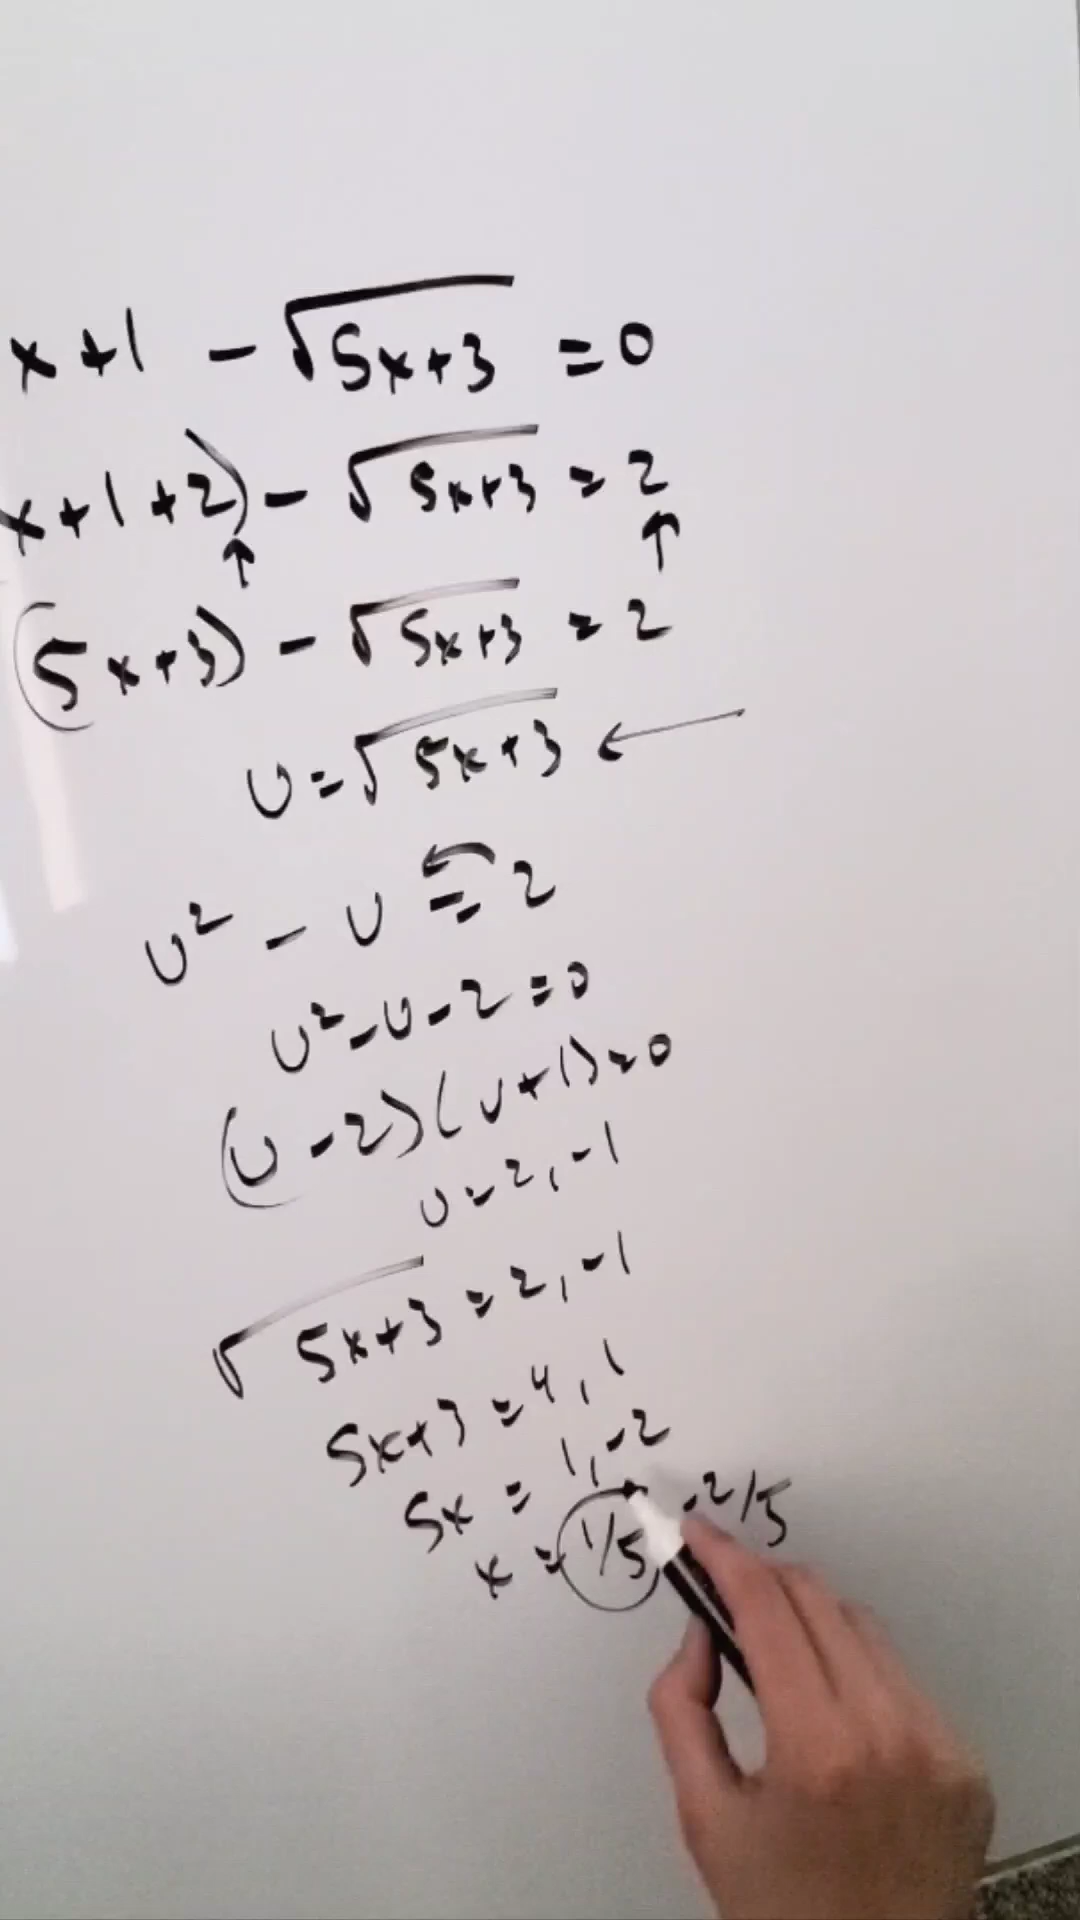 x+1 - √5x+3 = 0
x+1+2) - √5x+3 = 2
(5x+3) - √5x+3 = 2
U = √5x+3
U² - U = 2
U² - U - 2 = 0
(U - 2)(U + 1) = 0
U = 2, -1
√5x+3 = 2, -1
5x+3 = 4, 1
5x = 1, -2
x = 1/5 -2/5